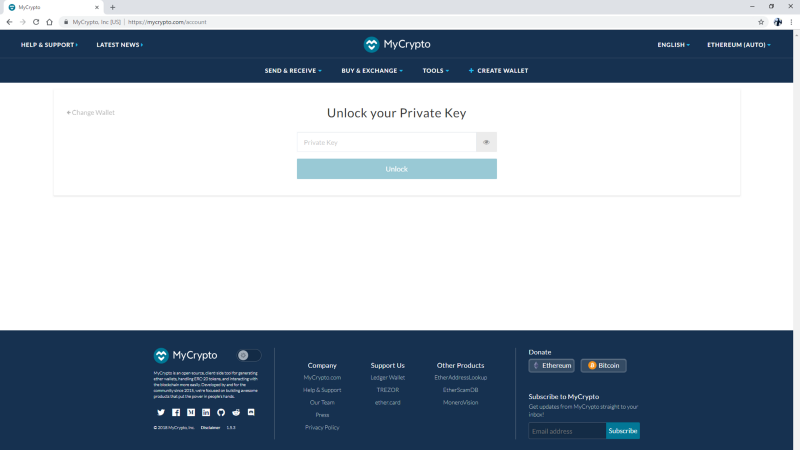 MyCrypto
MyCrypto, Inc [US] | https://mycrypto.com/account
HELP & SUPPORT
LATEST NEWS
MyCrypto
ENGLISH
ETHEREUM (AUTO)
SEND & RECEIVE
BUY & EXCHANGE
TOOLS
+ CREATE WALLET
Change Wallet
Unlock your Private Key
Private Key
Unlock
MyCrypto
MyCrypto is an open-source, client-side tool for generating
ether wallets, handling ERC-20 tokens, and interacting with
the blockchain more easily. Developed by and for the
community since 2015, we're focused on building awesome
products that put the power in people's hands.
© 2018 MyCrypto, Inc.
Disclaimer
Company
MyCrypto.com
Help & Support
Our Team
Press
Privacy Policy
Support Us
Ledger Wallet
TREZOR
ether.card
Other Products
EtherAddressLookup
EtherScamDB
MoneroVision
Donate
Ethereum
Bitcoin
Subscribe to MyCrypto
Get updates from MyCrypto straight to your
inbox!
Email address
Subscribe